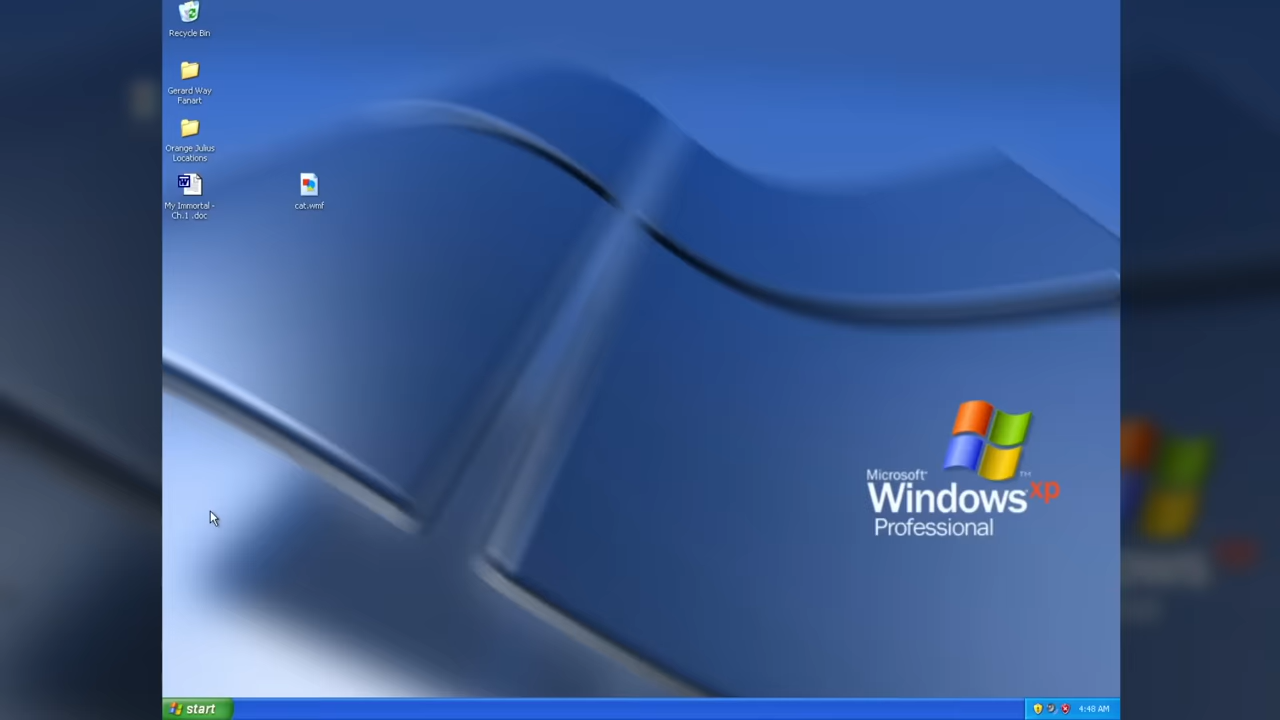 Recycle Bin
Gerard Way
Fanart
Orange Julius
Locations
My Immortal -
Ch.1 .doc
cat.wmf
Microsoft®
Windows xp
TM
Professional
start
4:48 AM